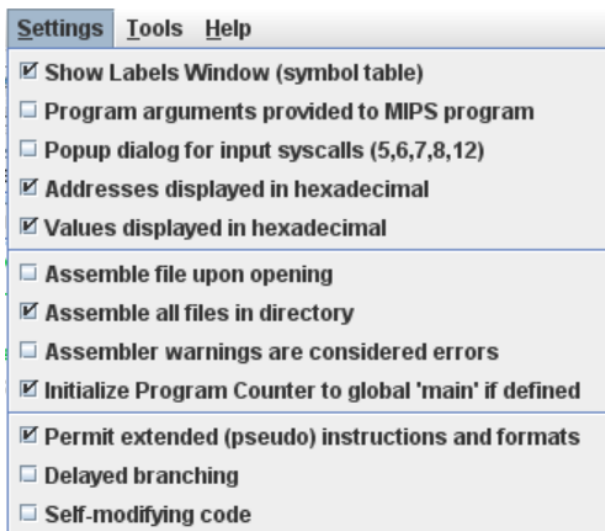 Settings Tools Help
Show Labels Window (symbol table)
Program arguments provided to MIPS program
Popup dialog for input syscalls (5,6,7,8,12)
Addresses displayed in hexadecimal
Values displayed in hexadecimal
Assemble file upon opening
Assemble all files in directory
Assembler warnings are considered errors
Initialize Program Counter to global 'main' if defined
Permit extended (pseudo) instructions and formats
Delayed branching
Self-modifying code